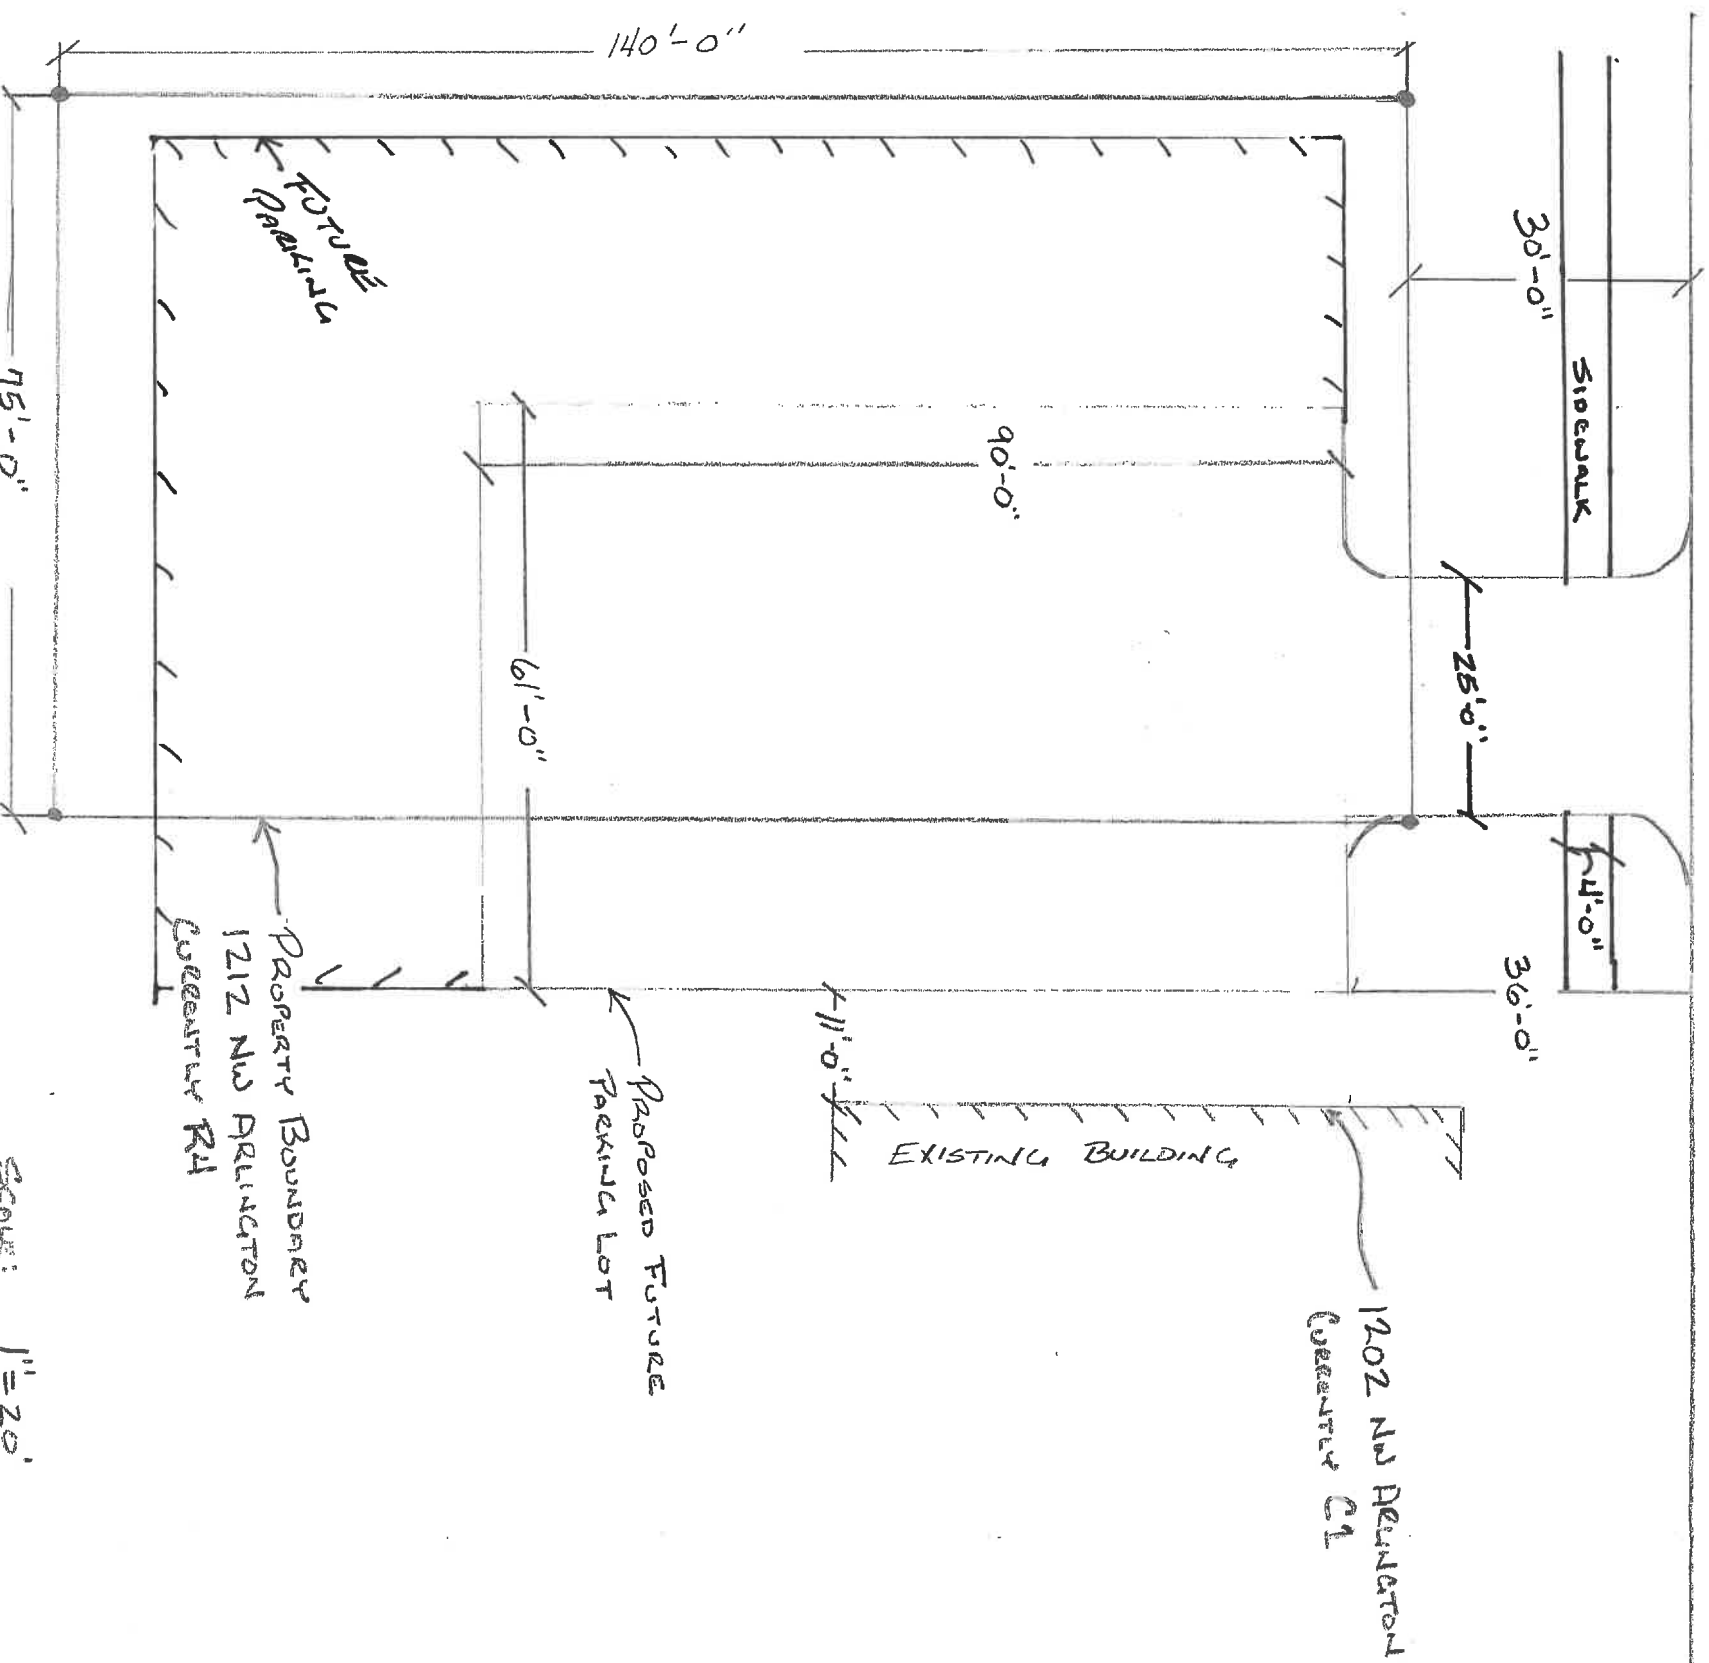 140'-0"
30'-0"
SIDEWALK
FUTURE
PARKING
90'-0"
25'-0"
75'-0"
61'-0"
4'-0"
36'-0"
11'-0"
EXISTING BUILDING
PROPERTY BOUNDARY
1212 NW ARLINGTON
CURRENTLY R4
PROPOSED FUTURE
PARKING LOT
1202 NW ARLINGTON
CURRENTLY C1
SCALE: 1"=20'